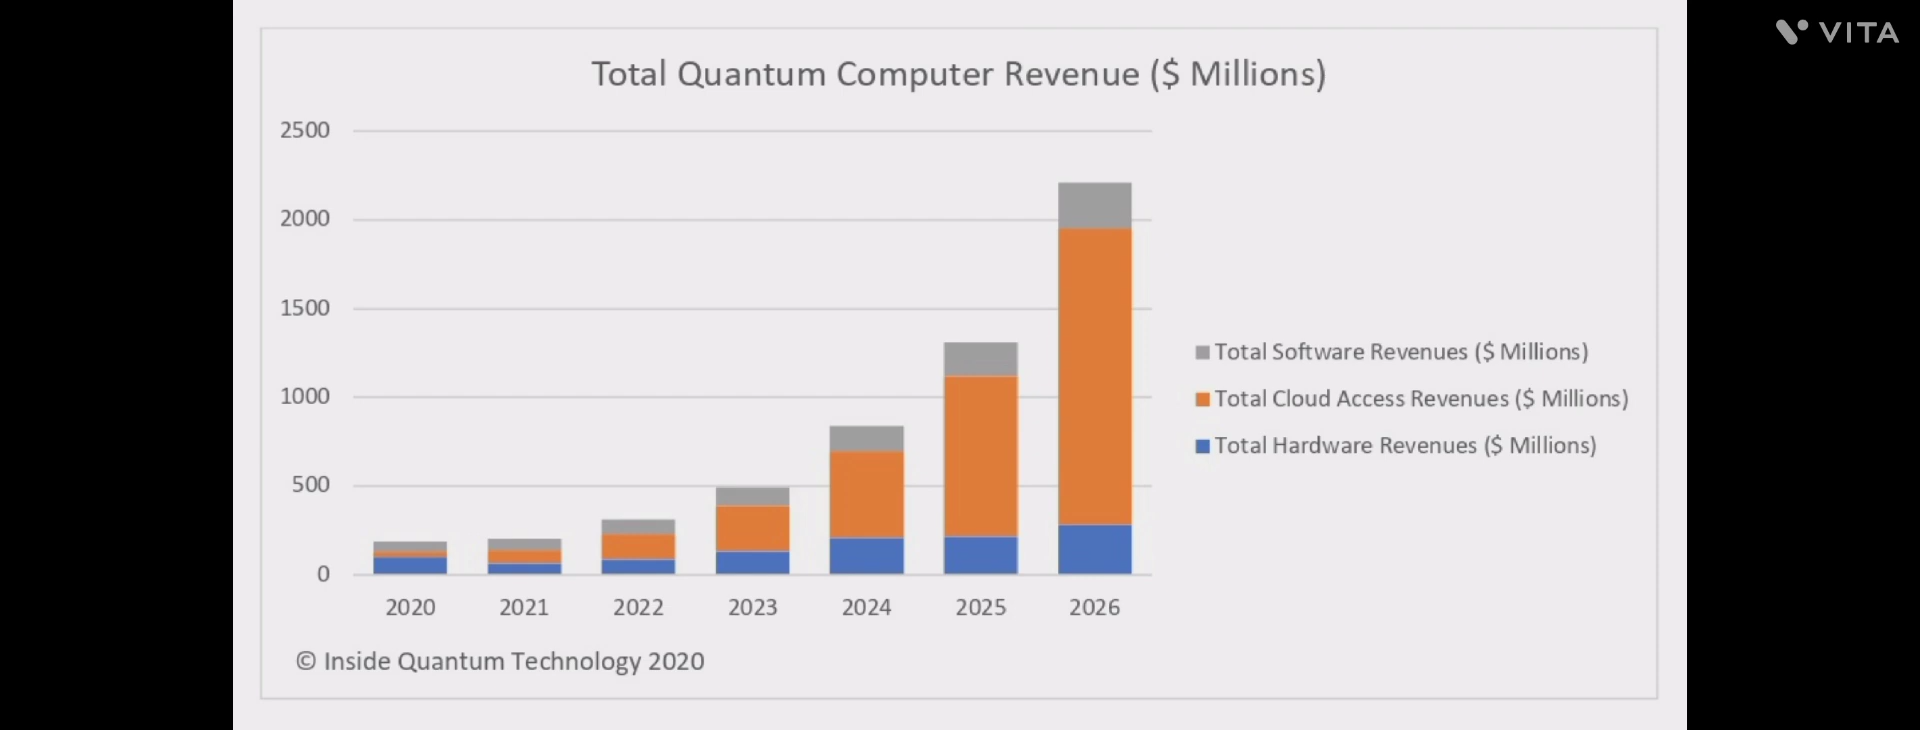 VITA
Total Quantum Computer Revenue ($ Millions)
2500
2000
1500
1000
500
0
2020 2021 2022 2023 2024 2025 2026
Total Software Revenues ($ Millions)
Total Cloud Access Revenues ($ Millions)
Total Hardware Revenues ($ Millions)
© Inside Quantum Technology 2020